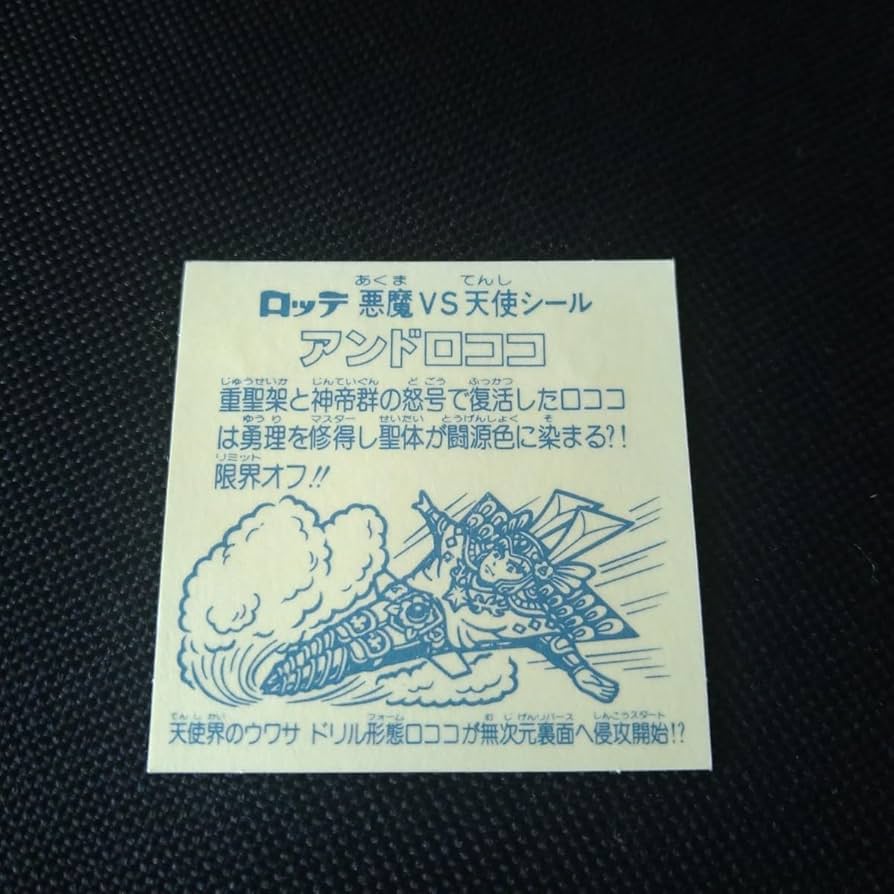 あくま てんし
ロッテ 悪魔VS天使シール
アンドロココ
じゅうせいか じんていぐん どごう ふっかつ
重聖架と神帝群の怒号で復活したロココ
ゆうり マスター せいたい とうげんしょく そ
は勇理を修得し聖体が闘源色に染まる?!
リミット
限界オフ!!
てんしかい フォーム むじげんリバース しんこうスタート
天使界のウワサ ドリル形態ロココが無次元裏面へ侵攻開始!?